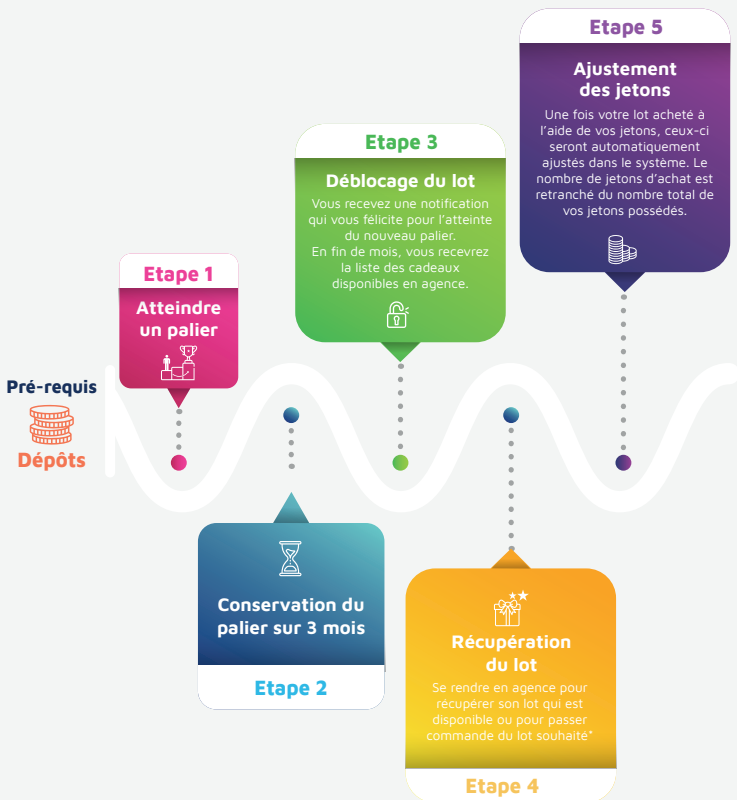 Pré-requis
Dépôts
Etape 1
Atteindre
un palier
Conservation du
palier sur 3 mois
Etape 2
Etape 3
Déblocage du lot
Vous recevez une notification
qui vous félicite pour l'atteinte
du nouveau palier.
En fin de mois, vous recevrez
la liste des cadeaux
disponibles en agence.
Récupération
du lot
Se rendre en agence pour
récupérer son lot qui est
disponible ou pour passer
commande du lot souhaité*
Etape 4
Etape 5
Ajustement
des jetons
Une fois votre lot acheté à
l'aide de vos jetons, ceux-ci
seront automatiquement
ajustés dans le système. Le
nombre de jetons d'achat est
retranché du nombre total de
vos jetons possédés.